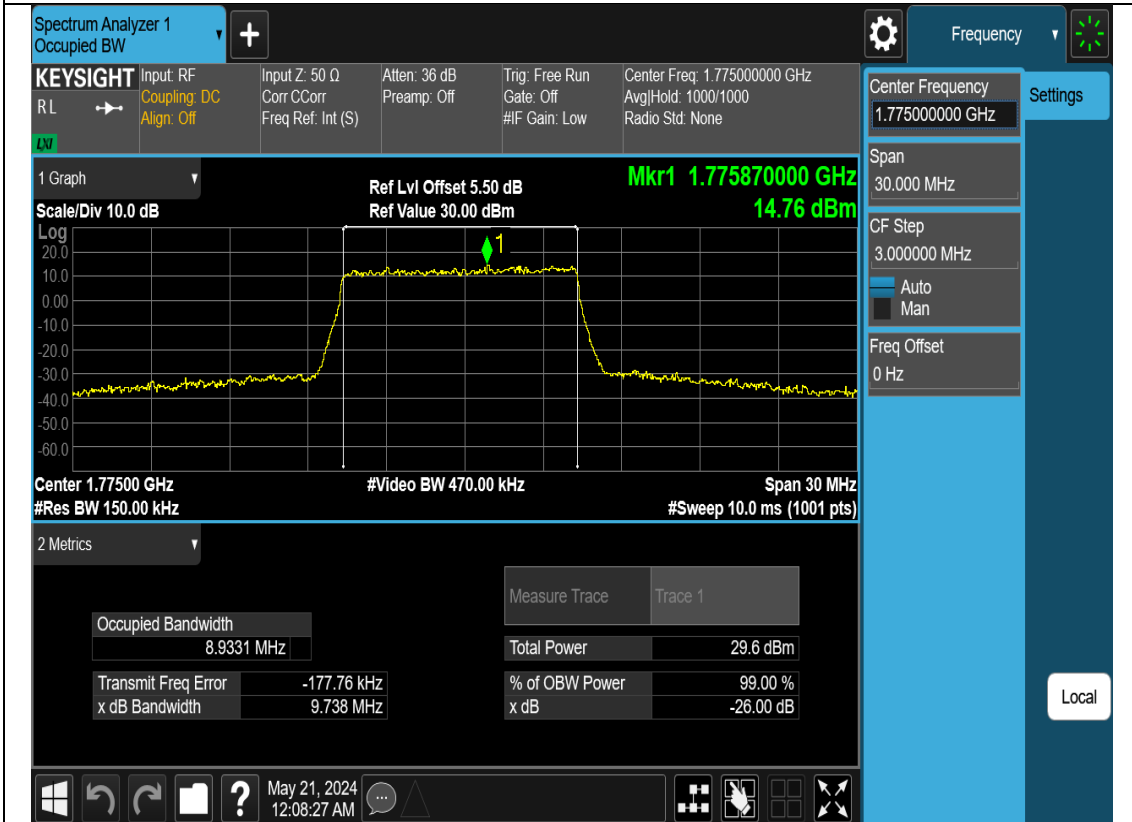 Spectrum Analyzer 1
Occupied BW
+
Frequency
KEYSIGHT
RL
LXI
Input: RF
Coupling: DC
Align: Off
Input Z: 50 Ω
Corr CCorr
Freq Ref: Int (S)
Atten: 36 dB
Preamp: Off
Trig: Free Run
Gate: Off
#IF Gain: Low
Center Freq: 1.775000000 GHz
Avg|Hold: 1000/1000
Radio Std: None
Center Frequency
1.775000000 GHz
Settings
Span
30.000 MHz
CF Step
3.000000 MHz
Auto
Man
Freq Offset
0 Hz
Local
1 Graph
Scale/Div 10.0 dB
Ref Lvl Offset 5.50 dB
Ref Value 30.00 dBm
Mkr1 1.775870000 GHz
14.76 dBm
Log
1
20.0
10.0
0.00
-10.0
-20.0
-30.0
-40.0
-50.0
-60.0
Center 1.77500 GHz
#Video BW 470.00 kHz
Span 30 MHz
#Res BW 150.00 kHz
#Sweep 10.0 ms (1001 pts)
2 Metrics
Measure Trace Trace 1
Occupied Bandwidth
8.9331 MHz
Total Power 29.6 dBm
Transmit Freq Error -177.76 kHz
% of OBW Power 99.00 %
x dB Bandwidth 9.738 MHz
x dB -26.00 dB
?
May 21, 2024
12:08:27 AM